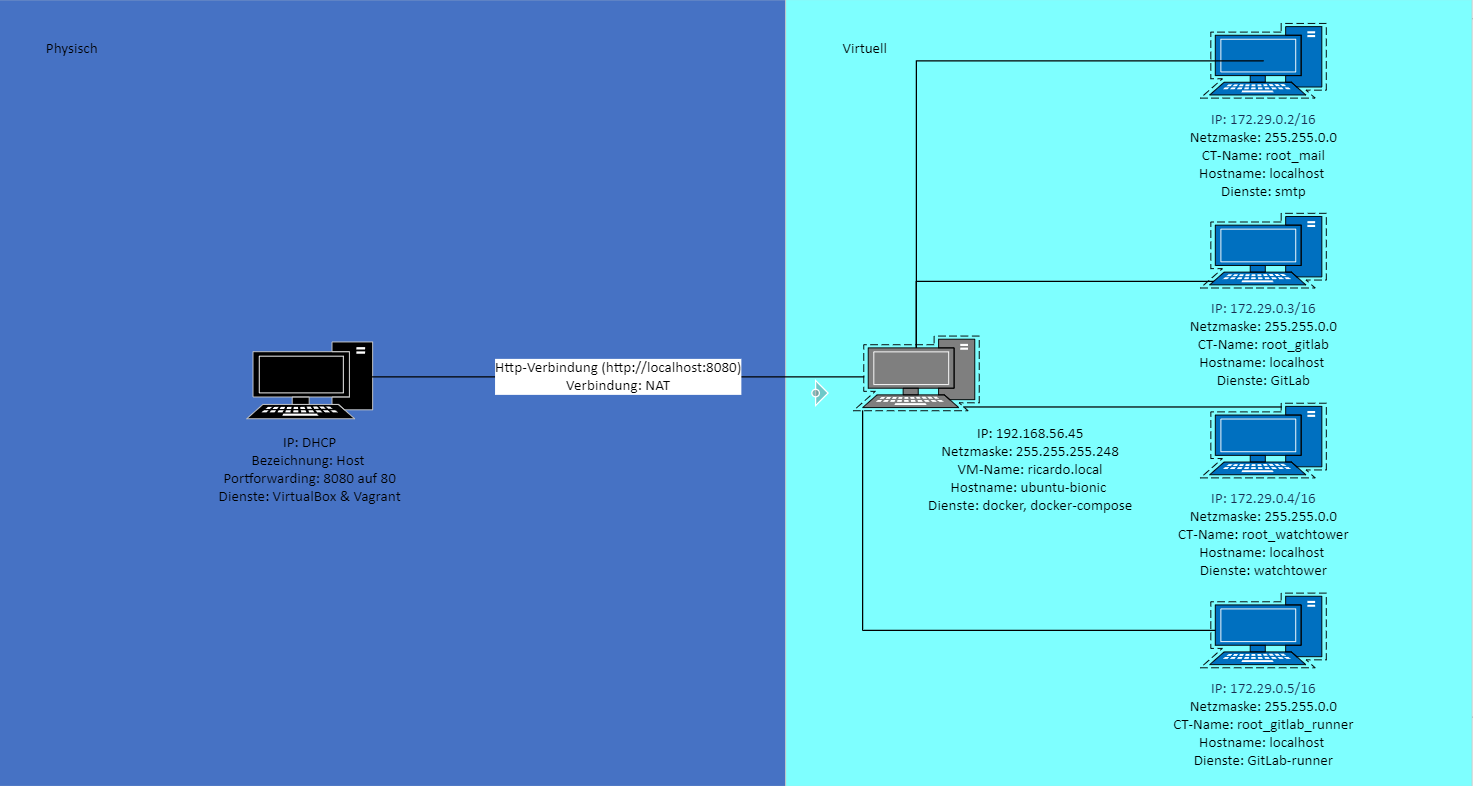 Physisch
Virtuell
IP: 172.29.0.2/16
Netzmaske: 255.255.0.0
CT-Name: root_mail
Hostname: localhost
Dienste: smtp
IP: 172.29.0.3/16
Netzmaske: 255.255.0.0
CT-Name: root_gitlab
Hostname: localhost
Dienste: GitLab
Http-Verbindung (http://localhost:8080)
Verbindung: NAT
IP: DHCP
Bezeichnung: Host
Portforwarding: 8080 auf 80
Dienste: VirtualBox & Vagrant
IP: 192.168.56.45
Netzmaske: 255.255.255.248
VM-Name: ricardo.local
Hostname: ubuntu-bionic
Dienste: docker, docker-compose
IP: 172.29.0.4/16
Netzmaske: 255.255.0.0
CT-Name: root_watchtower
Hostname: localhost
Dienste: watchtower
IP: 172.29.0.5/16
Netzmaske: 255.255.0.0
CT-Name: root_gitlab_runner
Hostname: localhost
Dienste: GitLab-runner